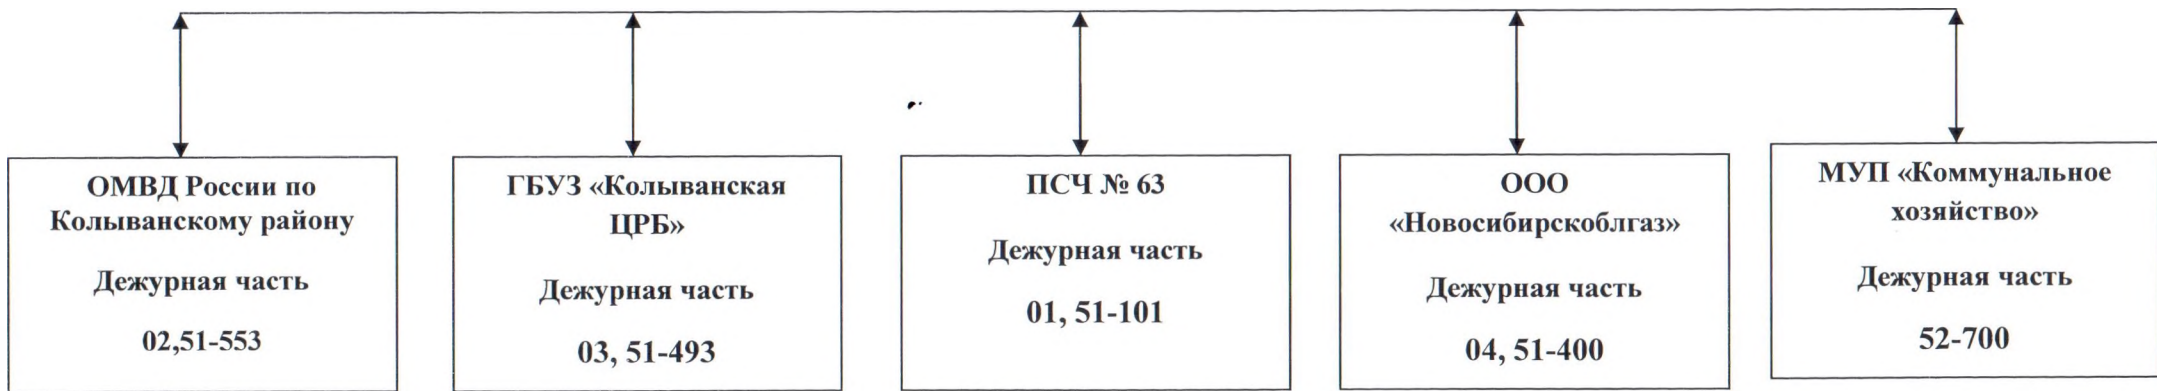 ОМВД России по
Колыванскому району
Дежурная часть
02,51-553
ГБУЗ «Колыванская
ЦРБ»
Дежурная часть
03, 51-493
ПСЧ № 63
Дежурная часть
01, 51-101
ООО
«Новосибирскоблгаз»
Дежурная часть
04, 51-400
МУП «Коммунальное
хозяйство»
Дежурная часть
52-700